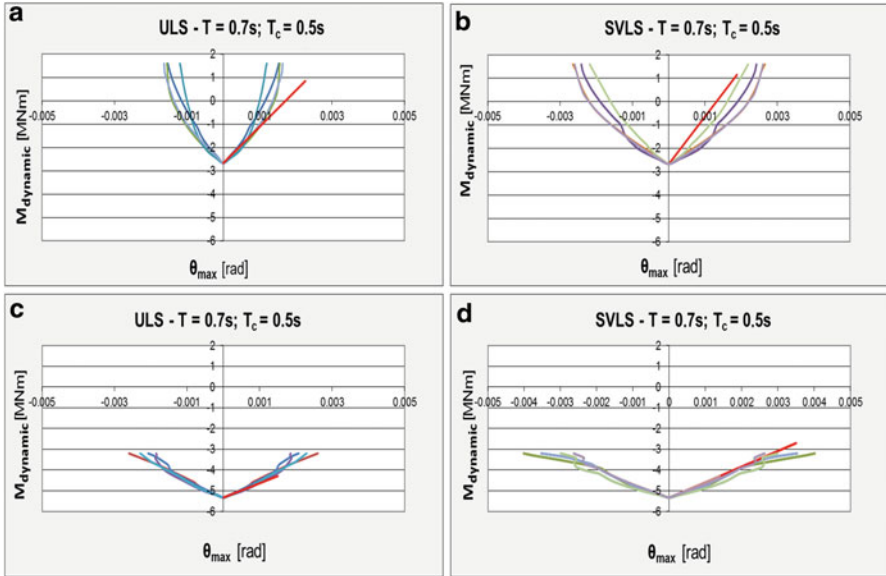 a
ULS - T = 0.7s; Tc = 0.5s
2
1
0
-0.005 -0.003 -0.001 0.001 0.003 0.005
-1
-2
-3
-4
-5
-6
Mdynamic [MNm]
θmax [rad]
b
SVLS - T = 0.7s; Tc = 0.5s
2
1
0
-0.005 -0.003 -0.001 0.001 0.003 0.005
-1
-2
-3
-4
-5
-6
Mdynamic [MNm]
θmax [rad]
c
ULS - T = 0.7s; Tc = 0.5s
2
1
0
-0.005 -0.003 -0.001 0.001 0.003 0.005
-1
-2
-3
-4
-5
-6
Mdynamic [MNm]
θmax [rad]
d
SVLS - T = 0.7s; Tc = 0.5s
2
1
0
-0.005 -0.004 -0.003 -0.002 -0.001 0.001 0.002 0.003 0.004 0.005
-1
-2
-3
-4
-5
-6
Mdynamic [MNm]
θmax [rad]